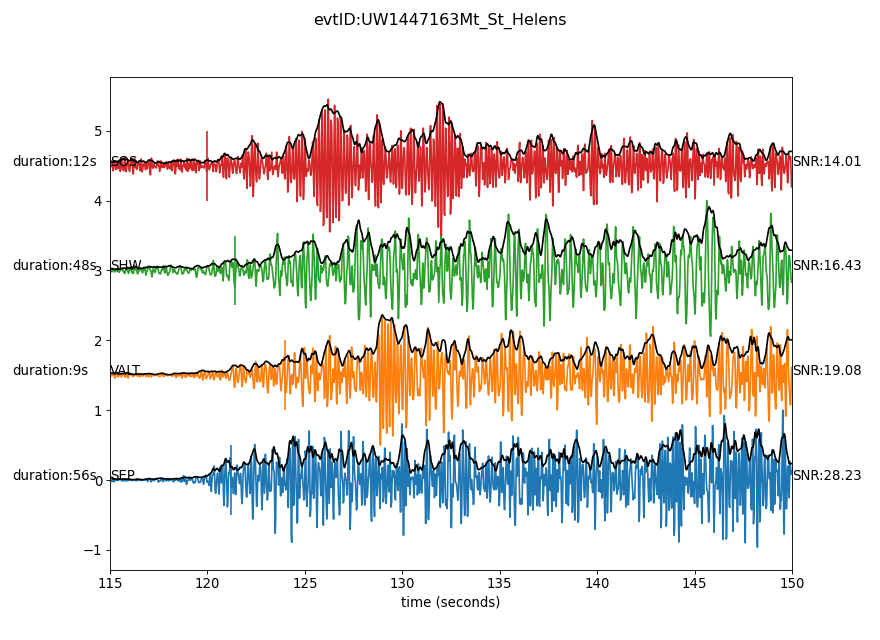 evtID:UW1447163Mt_St_Helens
5
duration:12s SOS SNR:14.01
4
duration:48s 3 SHW SNR:16.43
2
duration:9s VALT SNR:19.08
1
duration:56s 0 SEP SNR:28.23
−1
115 120 125 130 135 140 145 150
time (seconds)